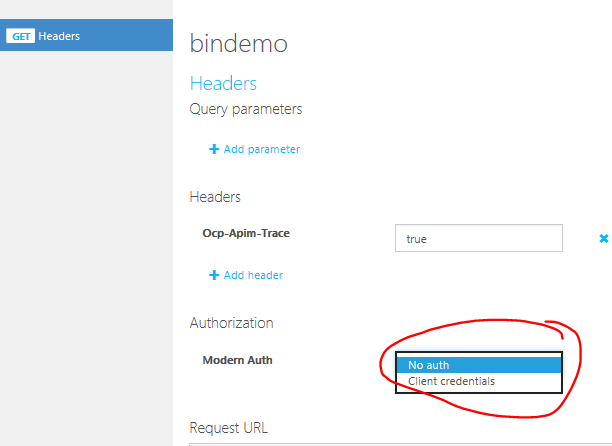 GET Headers
bindemo
Headers
Query parameters
+ Add parameter
Headers
Ocp-Apim-Trace
true
+ Add header
Authorization
Modern Auth
No auth
Client credentials
Request URL